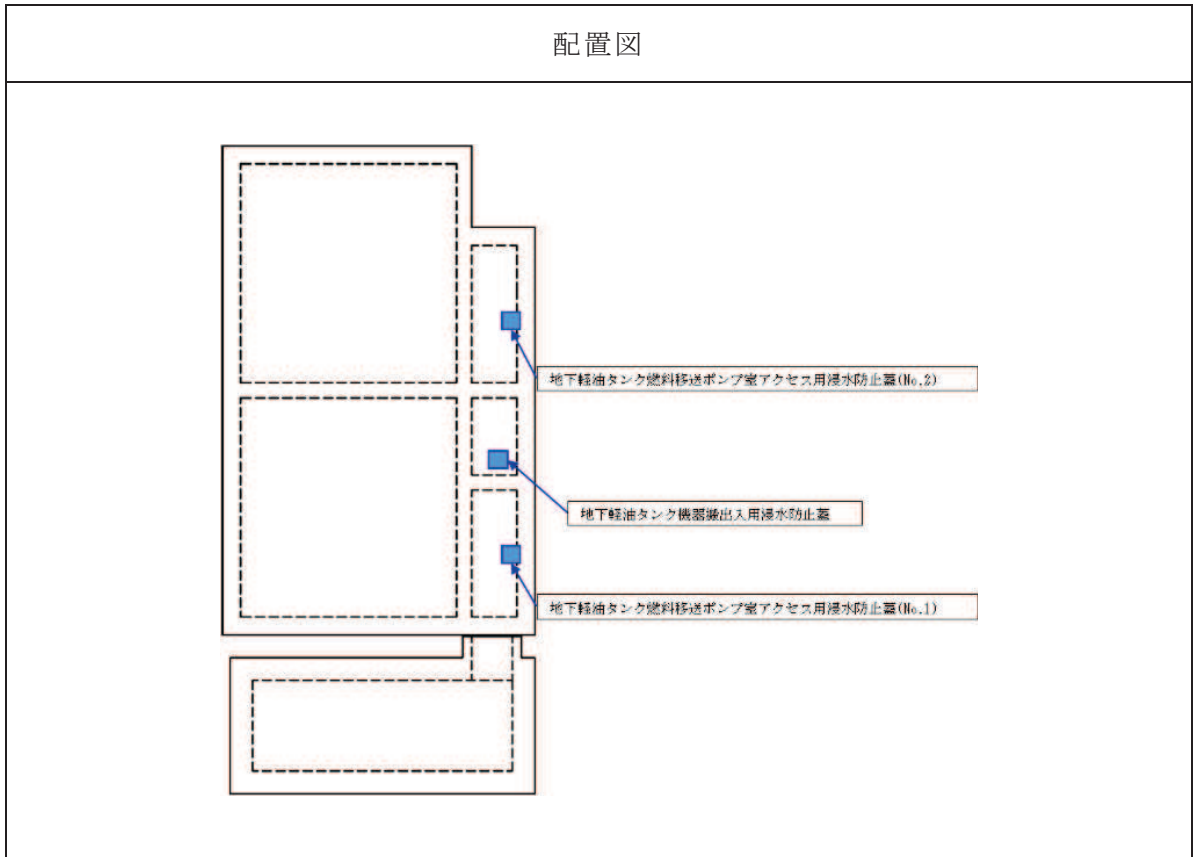 配置図
地下軽油タンク燃料移送ポンプ室アクセス用浸水防止蓋(No.2)
地下軽油タンク機器搬出入用浸水防止蓋
地下軽油タンク燃料移送ポンプ室アクセス用浸水防止蓋(No.1)